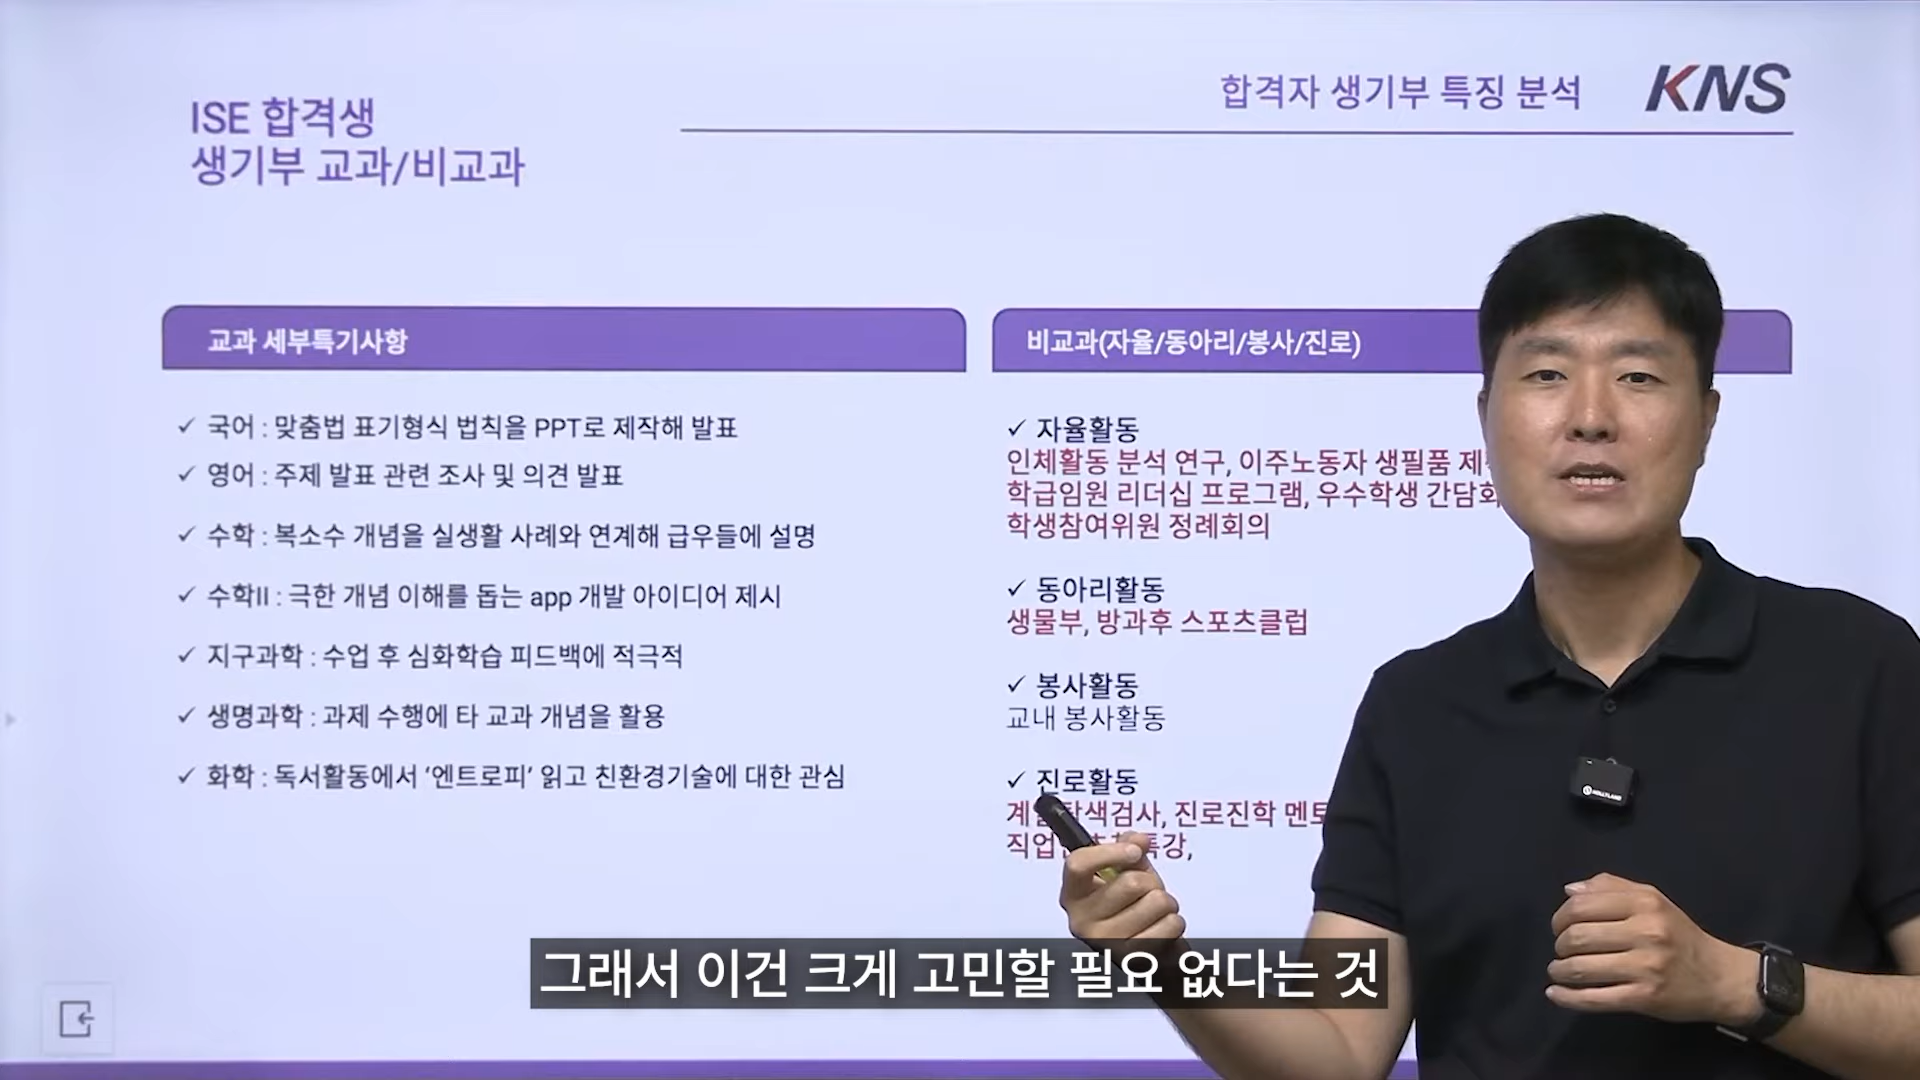 ISE 합격생
생기부 교과/비교과
합격자 생기부 특징 분석
KNS
교과 세부특기사항
✓ 국어 : 맞춤법 표기형식 법칙을 PPT로 제작해 발표
✓ 영어 : 주제 발표 관련 조사 및 의견 발표
✓ 수학 : 복소수 개념을 실생활 사례와 연계해 급우들에 설명
✓ 수학II : 극한 개념 이해를 돕는 app 개발 아이디어 제시
✓ 지구과학 : 수업 후 심화학습 피드백에 적극적
✓ 생명과학 : 과제 수행에 타 교과 개념을 활용
✓ 화학 : 독서활동에서 ‘엔트로피’ 읽고 친환경기술에 대한 관심
비교과(자율/동아리/봉사/진로)
✓ 자율활동
인체활동 분석 연구, 이주노동자 생필품
학급임원 리더십 프로그램, 우수학생 간담회
학생참여위원 정례회의
✓ 동아리활동
생물부, 방과후 스포츠클럽
✓ 봉사활동
교내 봉사활동
✓ 진로활동
진로진학
특강,
HOLLYLAND
그래서 이건 크게 고민할 필요 없다는 것